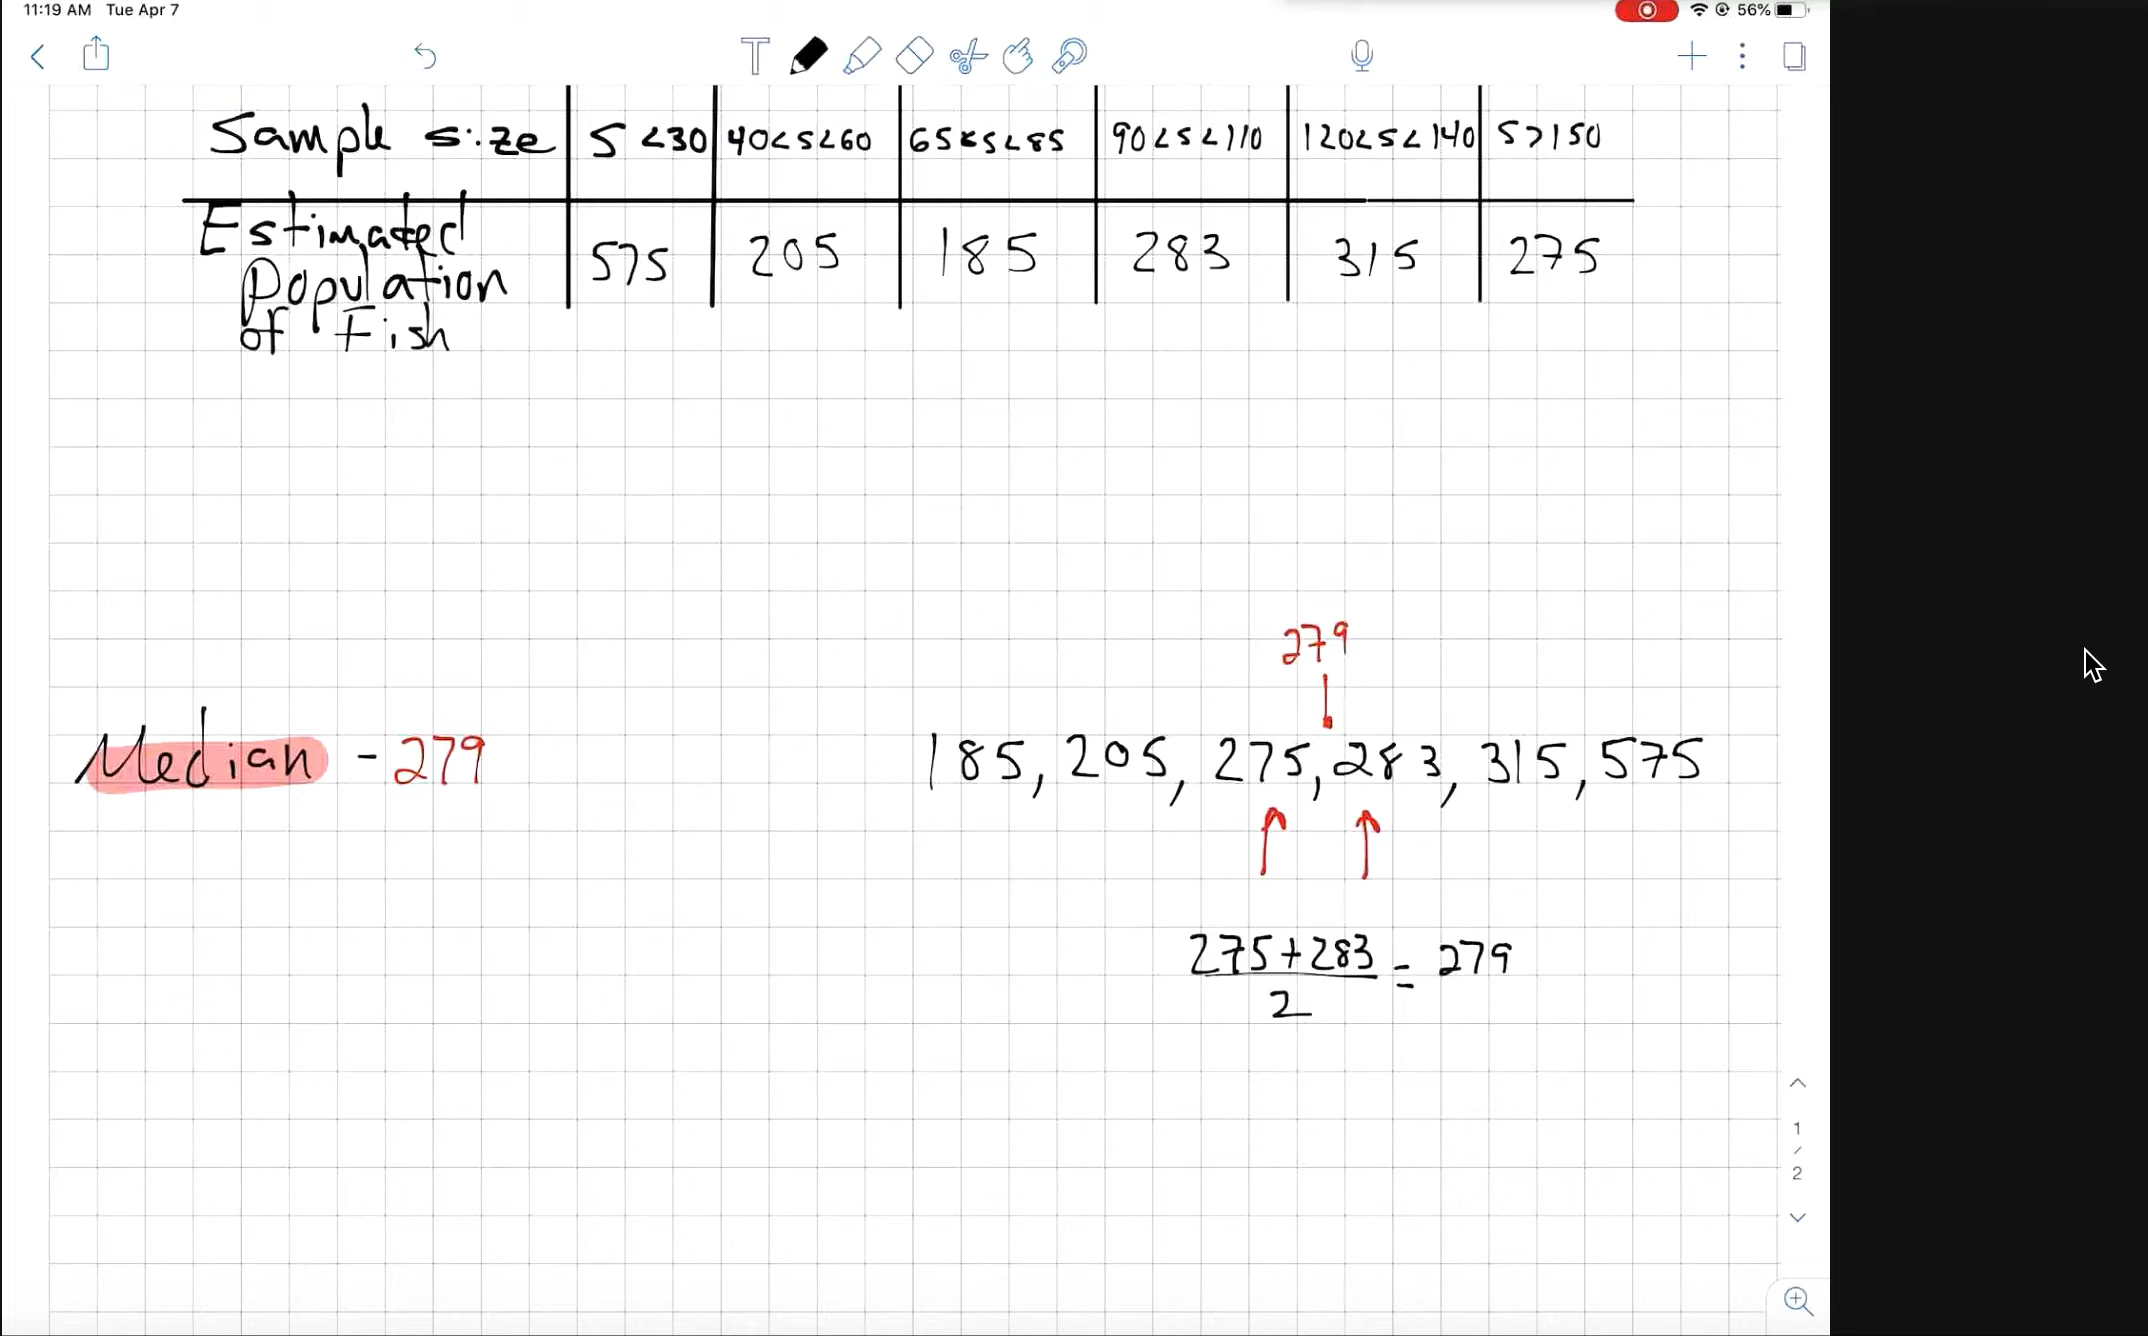 11:19 AM Tue Apr 7 56%
Sample size S<30 40<S<60 65<S<85 90<S<110 120<S<140 S>150
Estimated Population of Fish 575 205 185 283 315 275
279
Median - 279 185, 205, 275, 283, 315, 575
275+283
2
= 279
1
/
2